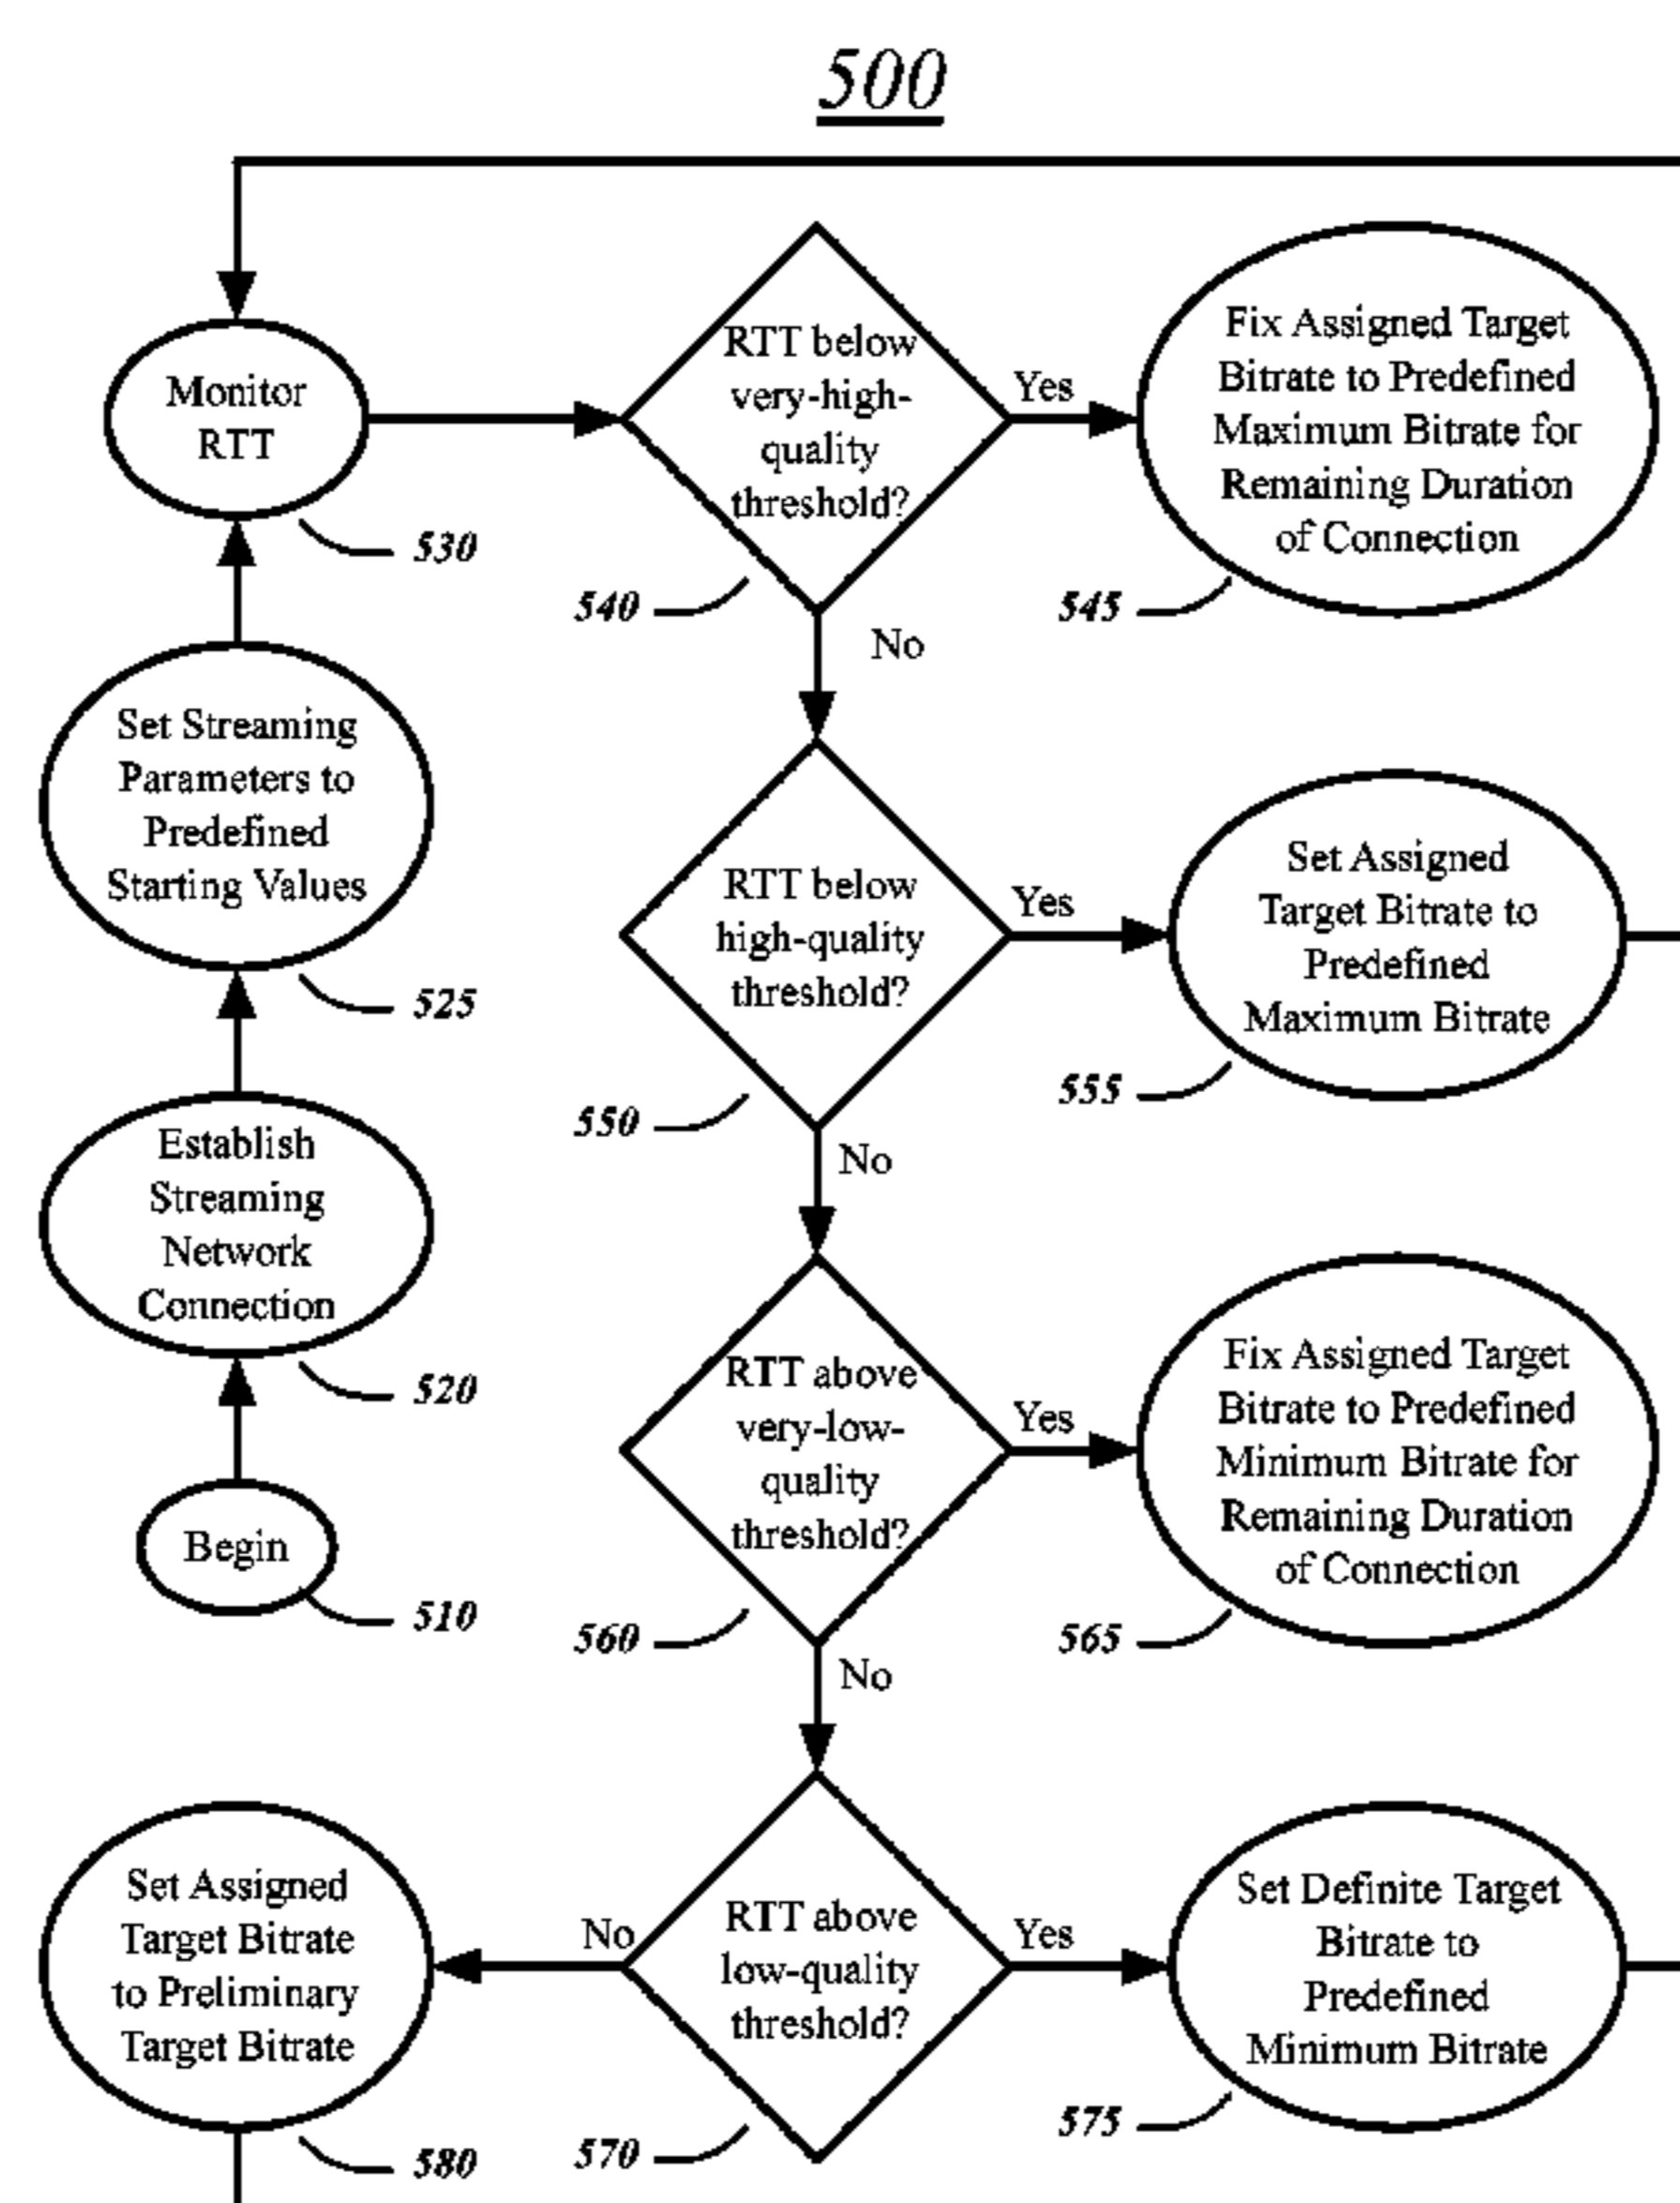 500
Monitor
RTT
530
RTT below
very-high-
quality
threshold?
540
Yes
Fix Assigned Target
Bitrate to Predefined
Maximum Bitrate for
Remaining Duration
of Connection
545
No
Set Streaming
Parameters to
Predefined
Starting Values
525
RTT below
high-quality
threshold?
550
Yes
Set Assigned
Target Bitrate to
Predefined
Maximum Bitrate
555
No
Establish
Streaming
Network
Connection
520
RTT above
very-low-
quality
threshold?
560
Yes
Fix Assigned Target
Bitrate to Predefined
Minimum Bitrate for
Remaining Duration
of Connection
565
No
Begin
510
Set Assigned
Target Bitrate
to Preliminary
Target Bitrate
580
No
RTT above
low-quality
threshold?
570
Yes
Set Definite Target
Bitrate to
Predefined
Minimum Bitrate
575